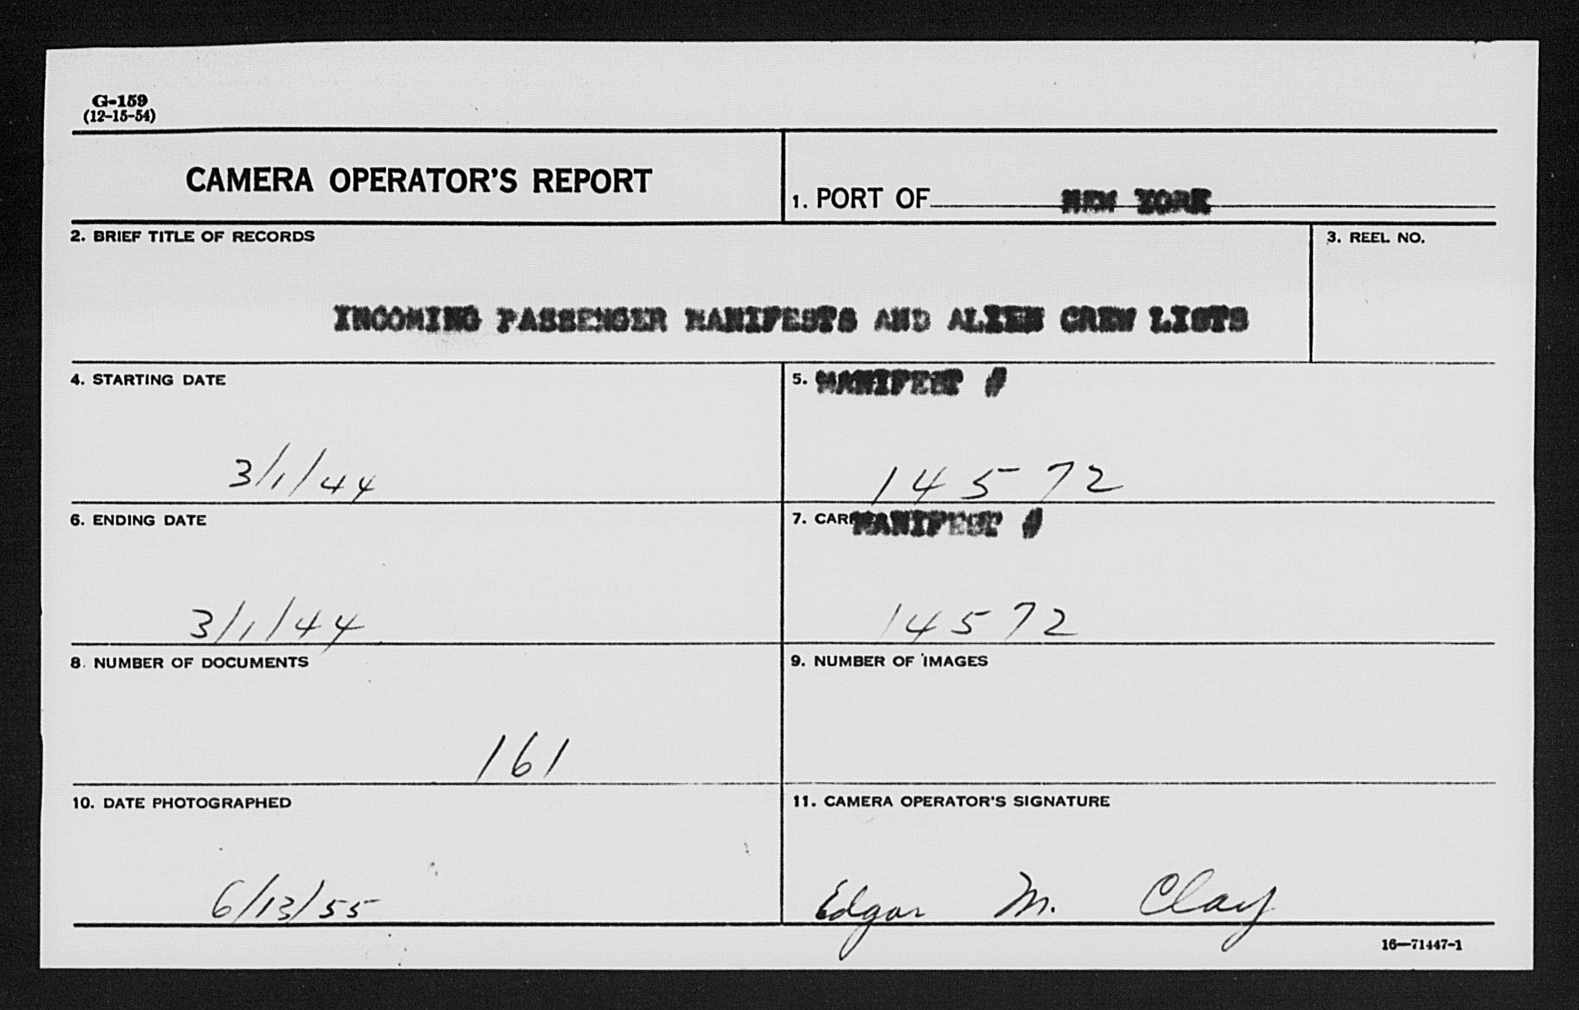 G-159
(12-15-54)
CAMERA OPERATOR'S REPORT
1. PORT OF NEW YORK
2. BRIEF TITLE OF RECORDS
3. REEL NO.
INCOMING PASSENGER MANIFESTS AND ALIEN CREW LISTS
4. STARTING DATE
5. MANIFEST #
3/1/44
14572
6. ENDING DATE
7. CAR MANIFEST #
3/1/44
14572
8. NUMBER OF DOCUMENTS
9. NUMBER OF IMAGES
161
10. DATE PHOTOGRAPHED
11. CAMERA OPERATOR'S SIGNATURE
6/13/55
Edgar M. Clay
16—71447-1